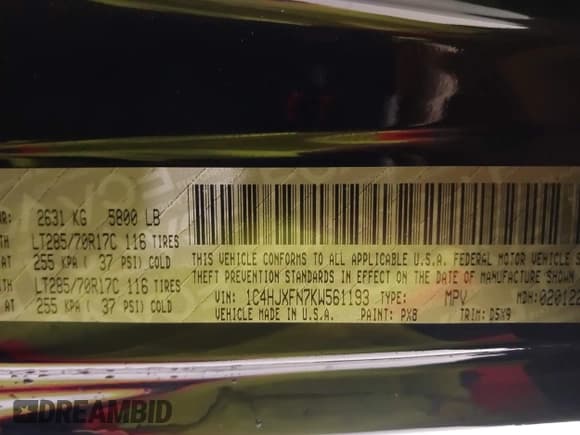 R: 2631 KG 5800 LB
TH LT285/70R17C 116 TIRES
AT 255 KPA ( 37 PSI) COLD
TH LT285/70R17C 116 TIRES
AT 255 KPA ( 37 PSI) COLD
THIS VEHICLE CONFORMS TO ALL APPLICABLE U.S.A. FEDERAL MOTOR VEHICLE S
THEFT PREVENTION STANDARDS IN EFFECT ON THE DATE OF MANUFACTURE SHOWN
VIN: 1C4HJXFN7KW561193 TYPE: MPV MDH: 020122
VEHICLE MADE IN U.S.A. PAINT: PX8 TRIM: D5X9
DREAMBID